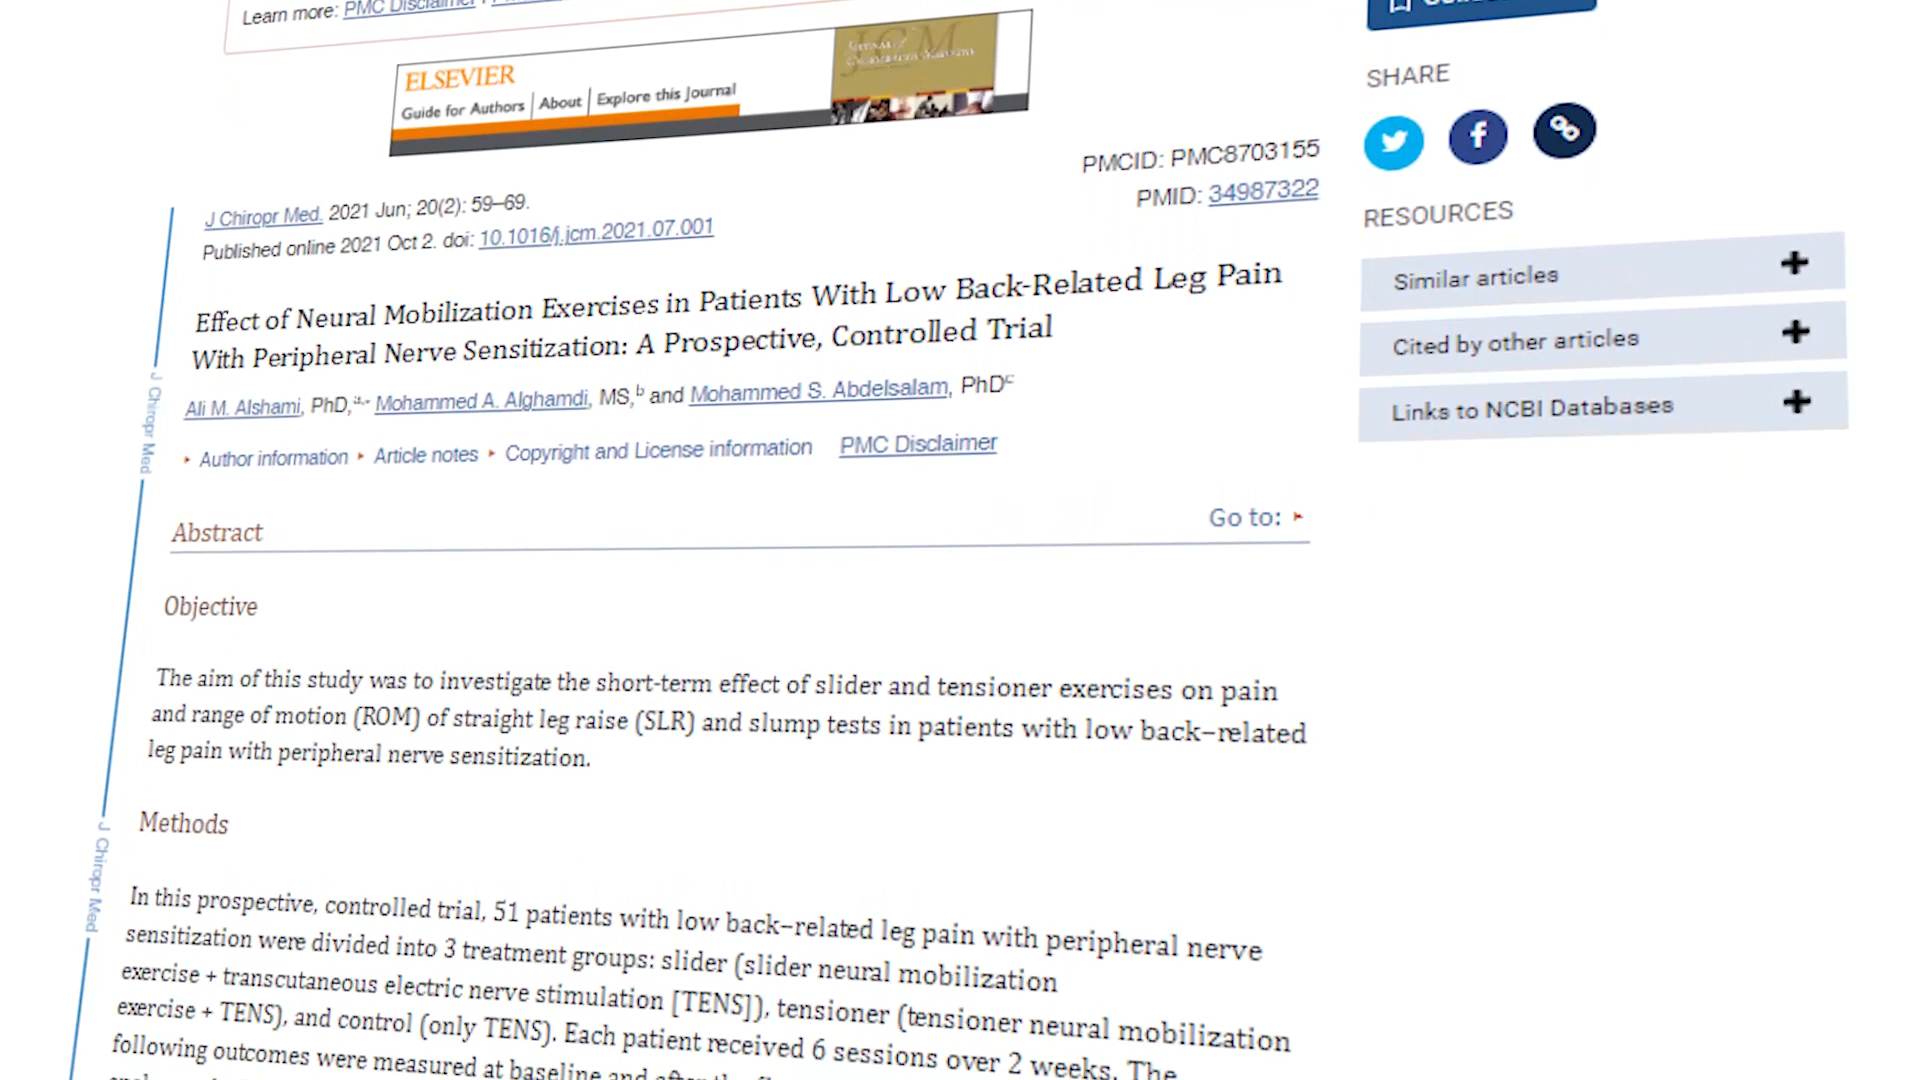 Learn more: PMC Disclaimer
ELSEVIER
Guide for Authors | About | Explore this Journal
PMCID: PMC8703155
PMID: 34987322
J Chiropr Med. 2021 Jun; 20(2): 59–69.
Published online 2021 Oct 2. doi: 10.1016/j.jcm.2021.07.001
Effect of Neural Mobilization Exercises in Patients With Low Back-Related Leg Pain
With Peripheral Nerve Sensitization: A Prospective, Controlled Trial
Ali M. Alshami, PhD, Mohammed A. Alghamdi, MS,b and Mohammed S. Abdelsalam, PhDc
Author information Article notes Copyright and License information PMC Disclaimer
Abstract
Go to:
Objective
The aim of this study was to investigate the short-term effect of slider and tensioner exercises on pain
and range of motion (ROM) of straight leg raise (SLR) and slump tests in patients with low back–related
leg pain with peripheral nerve sensitization.
Methods
In this prospective, controlled trial, 51 patients with low back–related leg pain with peripheral nerve
sensitization were divided into 3 treatment groups: slider (slider neural mobilization
exercise + transcutaneous electric nerve stimulation [TENS]), tensioner (tensioner neural mobilization
exercise + TENS), and control (only TENS). Each patient received 6 sessions over 2 weeks. The
following outcomes were measured at baseline and after
J Chiropr Med
J Chiropr Med
SHARE
RESOURCES
Similar articles
Cited by other articles
Links to NCBI Databases